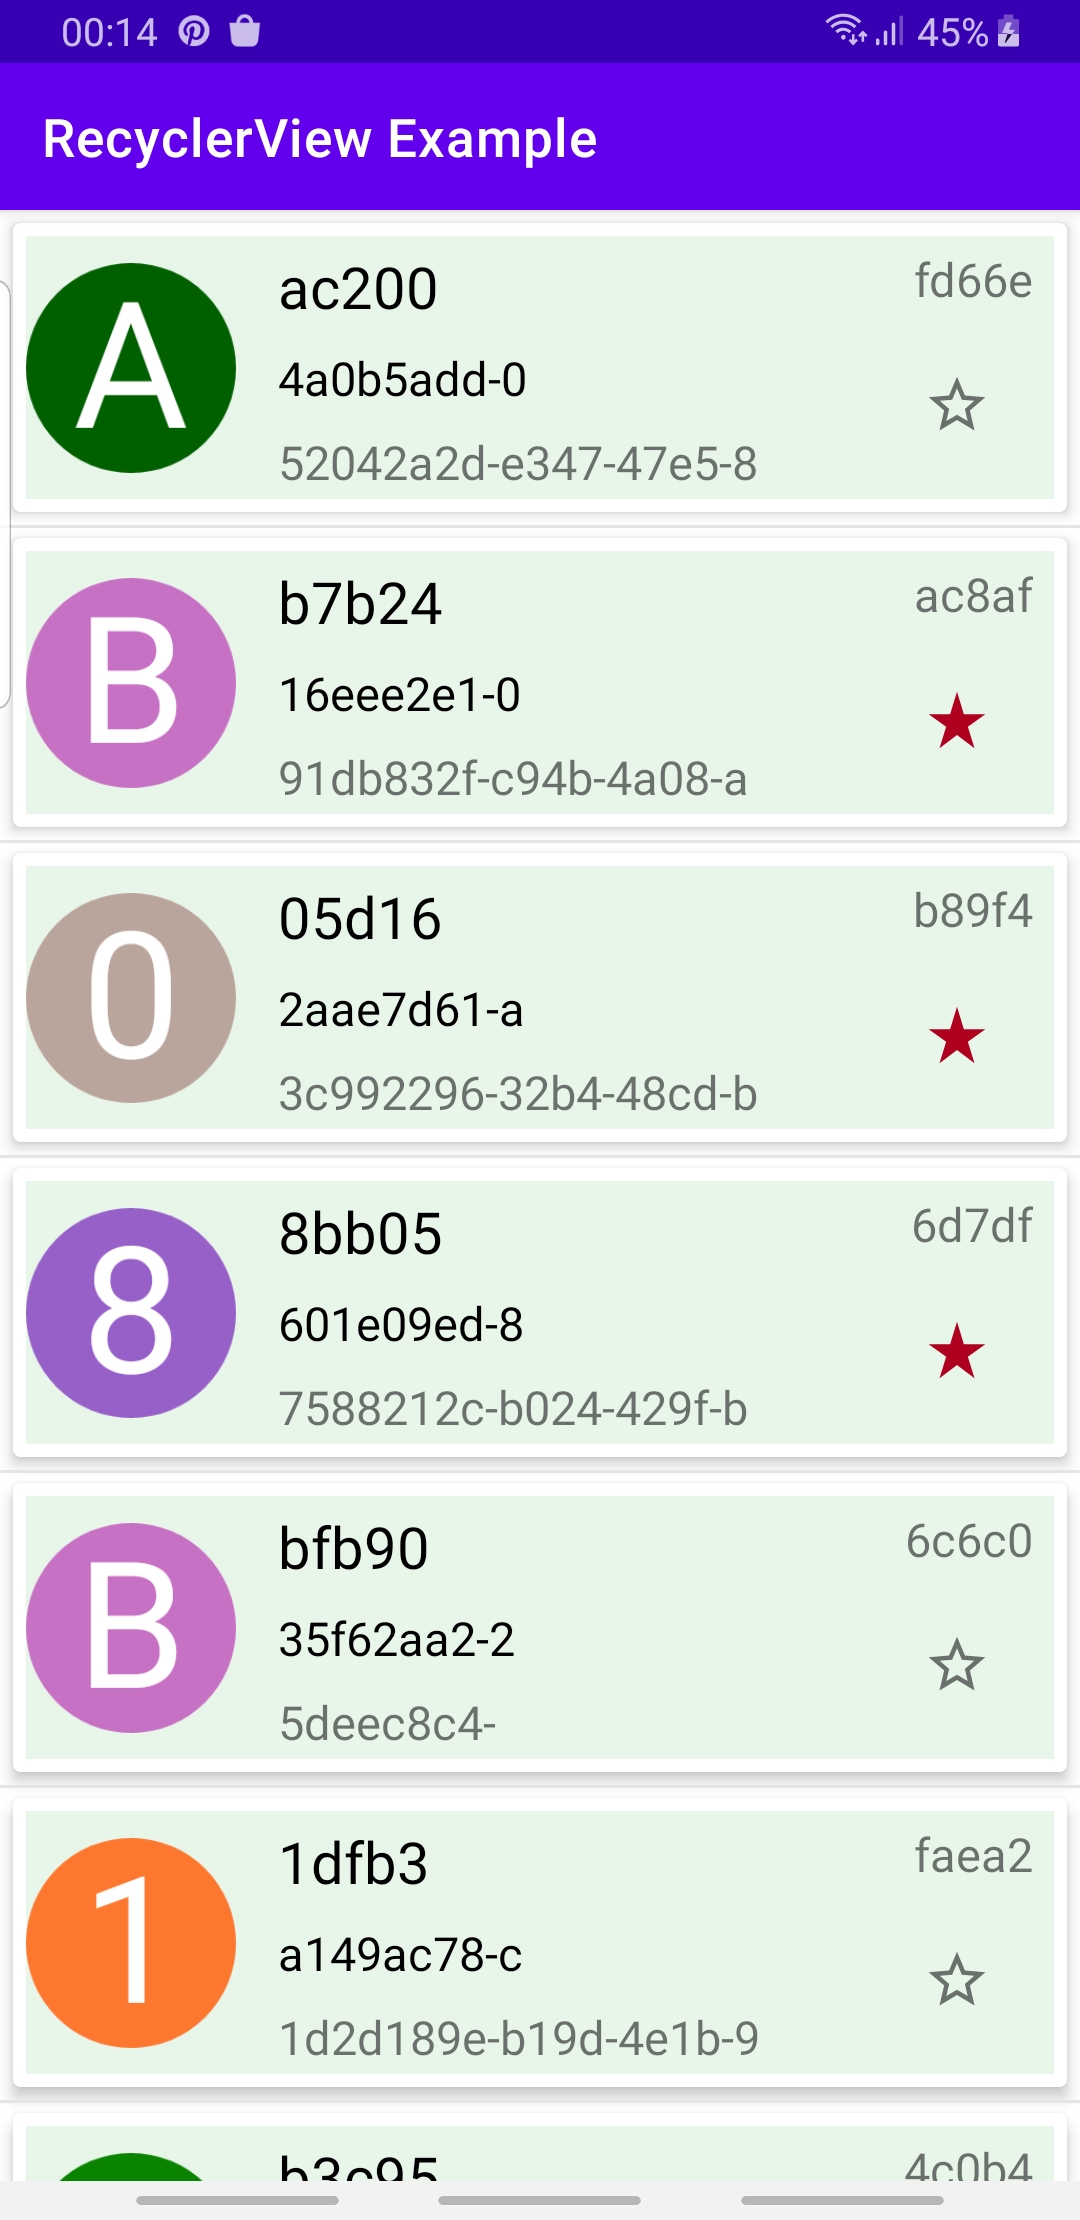 00:14 45%
RecyclerView Example
A ac200 fd66e
4a0b5add-0
52042a2d-e347-47e5-8
B b7b24 ac8af
16eee2e1-0
91db832f-c94b-4a08-a
0 05d16 b89f4
2aae7d61-a
3c992296-32b4-48cd-b
8 8bb05 6d7df
601e09ed-8
7588212c-b024-429f-b
B bfb90 6c6c0
35f62aa2-2
5deec8c4-
1 1dfb3 faea2
a149ac78-c
1d2d189e-b19d-4e1b-9
b3c95 4c0b4